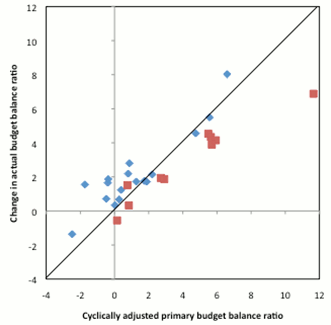 Change in actual budget balance
ratio
12
10
8
6
4
2
0
-2
-4
-4 -2 0 2 4 6 8 10 12
Cyclically adjusted primary budget balance ratio